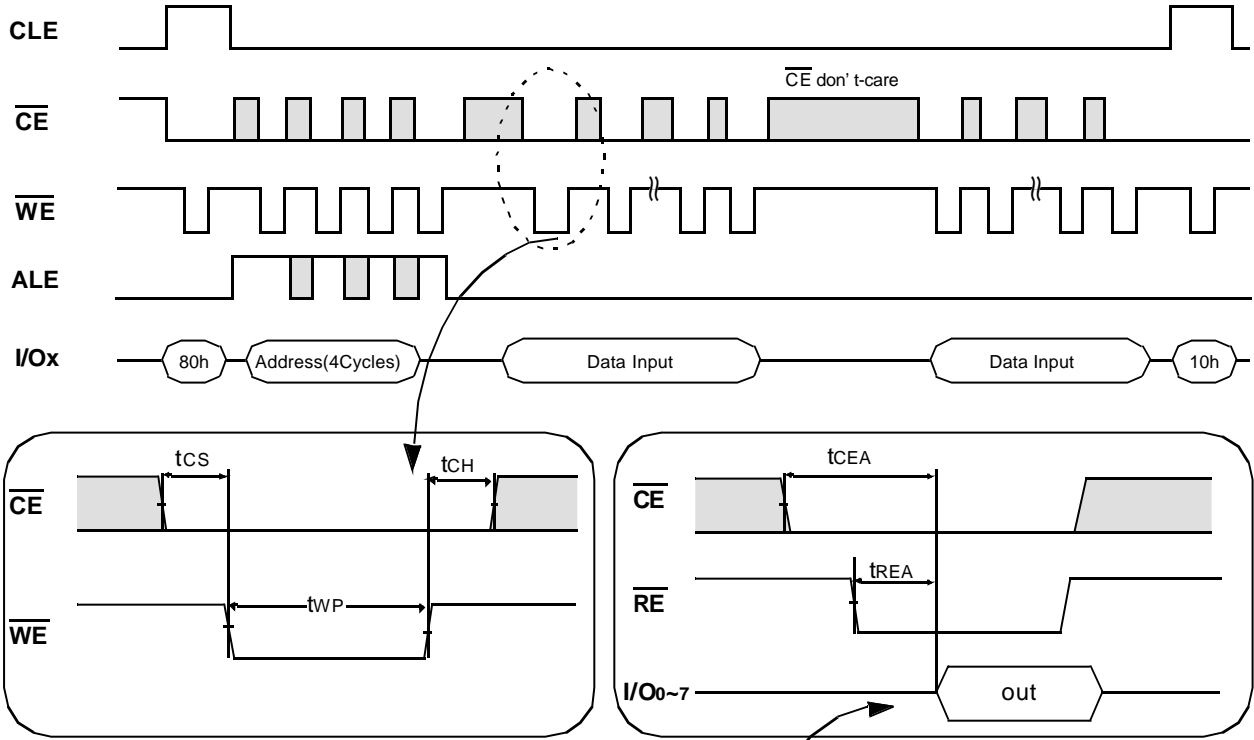 CLE
CE don’ t-care
CE
WE
ALE
I/Ox
80h
Address(4Cycles)
Data Input
Data Input
10h
tCS
tCH
CE
tWP
WE
tCEA
CE
tREA
RE
I/O0~7
out